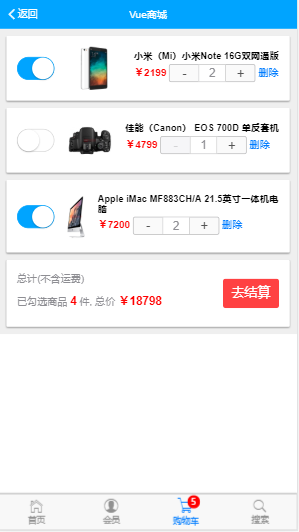 返回 Vue商城
小米（Mi）小米Note 16G双网通版
￥2199 - 2 + 删除
佳能（Canon） EOS 700D 单反套机
￥4799 - 1 + 删除
Apple iMac MF883CH/A 21.5英寸一体机电
脑
￥7200 - 2 + 删除
总计(不含运费)
已勾选商品 4 件, 总价 ￥18798
去结算
5
首页 会员 购物车 搜索